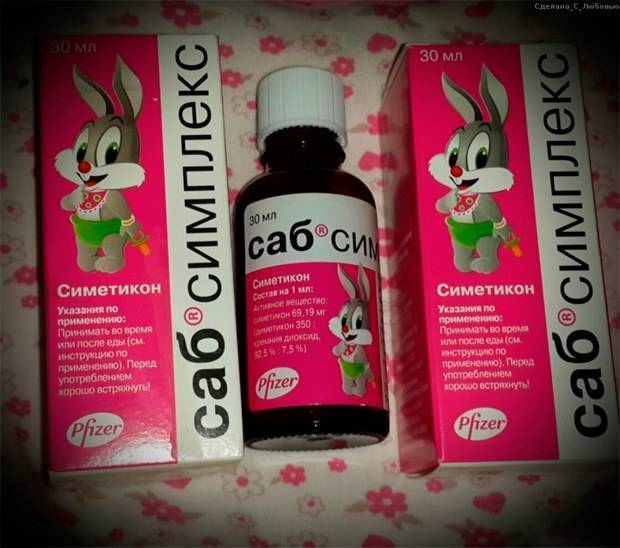 Сделана_С_Любовью
30 мл
саб®симплекс
Симетикон
Указания по
применению:
Принимать во время
или после еды (см.
инструкцию по
применению). Перед
употреблением
хорошо встряхнуть!
Pfizer
30 мл
саб®сим
Симетикон
Состав на 1 мл:
Активное вещество:
симетикон 69,19 мг
(диметикон 350 :
кремния диоксид,
92,5 % : 7,5 %)
Pfizer
30 мл
саб®симплекс
Симетикон
Указания по
применению:
Принимать во время
или после еды (см.
инструкцию по
применению). Перед
употреблением
хорошо встряхнуть!
Pfizer